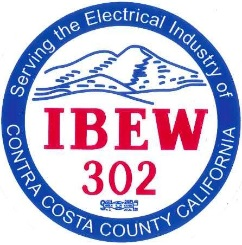 Serving the Electrical Industry of
IBEW
302
CONTRA COSTA COUNTY CALIFORNIA